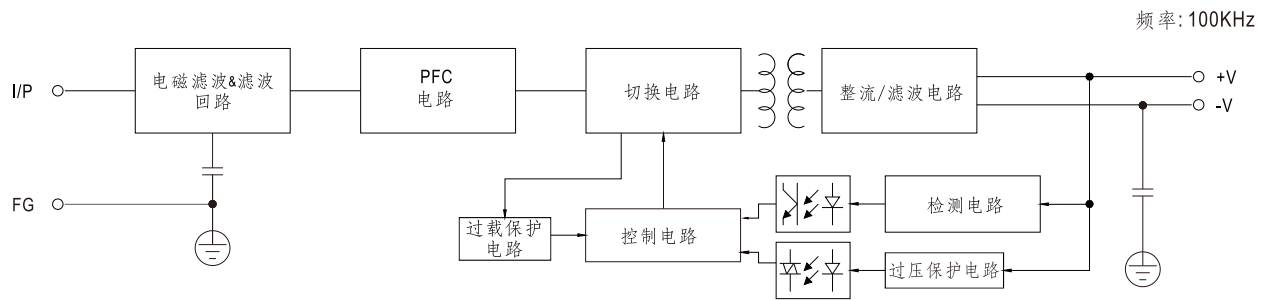 频率: 100KHz
I/P
电磁滤波&滤波
回路
PFC
电路
切换电路
整流/滤波电路
+V
-V
FG
过载保护
电路
控制电路
检测电路
过压保护电路